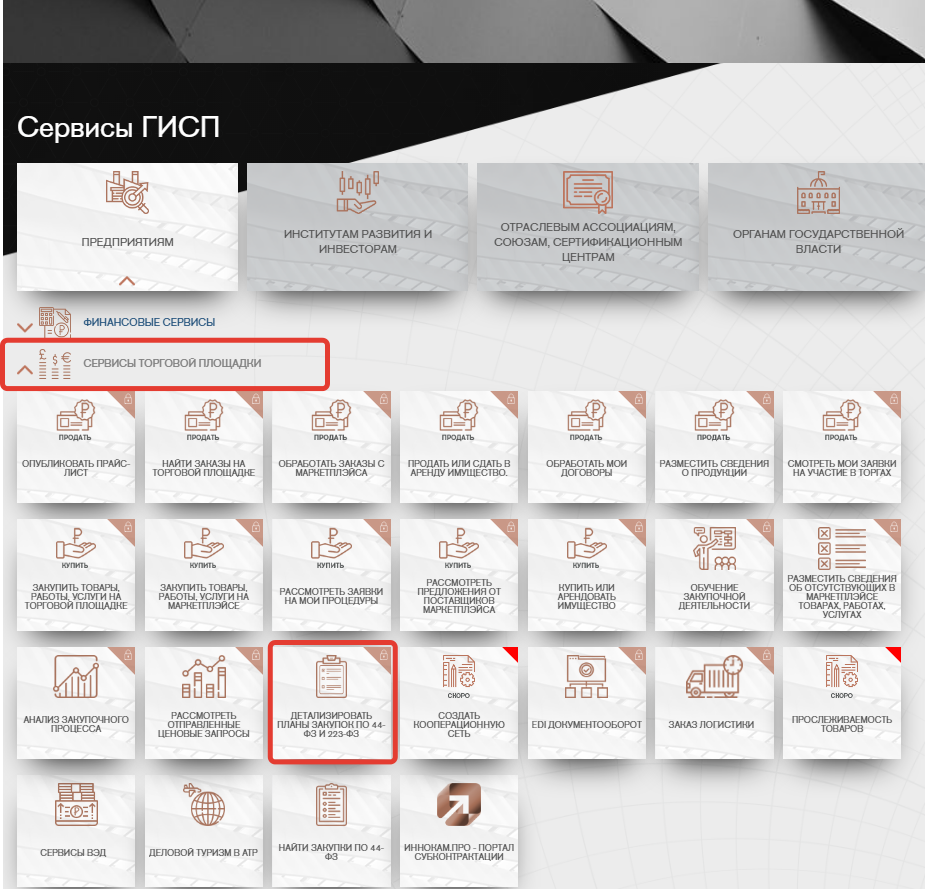 Сервисы ГИСП
ПРЕДПРИЯТИЯМ
ИНСТИТУТАМ РАЗВИТИЯ И
ИНВЕСТОРАМ
ОТРАСЛЕВЫМ АССОЦИАЦИЯМ,
СОЮЗАМ, СЕРТИФИКАЦИОННЫМ
ЦЕНТРАМ
ОРГАНАМ ГОСУДАРСТВЕННОЙ
ВЛАСТИ
ФИНАНСОВЫЕ СЕРВИСЫ
СЕРВИСЫ ТОРГОВОЙ ПЛОЩАДКИ
ПРОДАТЬ
ОПУБЛИКОВАТЬ ПРАЙС-
ЛИСТ
ПРОДАТЬ
НАЙТИ ЗАКАЗЫ НА
ТОРГОВОЙ ПЛОЩАДКЕ
ПРОДАТЬ
ОБРАБОТАТЬ ЗАКАЗЫ С
МАРКЕТПЛЭЙСА
ПРОДАТЬ
ПРОДАТЬ ИЛИ СДАТЬ В
АРЕНДУ ИМУЩЕСТВО.
ПРОДАТЬ
ОБРАБОТАТЬ МОИ
ДОГОВОРЫ
ПРОДАТЬ
РАЗМЕСТИТЬ СВЕДЕНИЯ
О ПРОДУКЦИИ
ПРОДАТЬ
СМОТРЕТЬ МОИ ЗАЯВКИ
НА УЧАСТИЕ В ТОРГАХ
КУПИТЬ
ЗАКУПИТЬ ТОВАРЫ,
РАБОТЫ, УСЛУГИ НА
ТОРГОВОЙ ПЛОЩАДКЕ
КУПИТЬ
ЗАКУПИТЬ ТОВАРЫ,
РАБОТЫ, УСЛУГИ НА
МАРКЕТПЛЭЙСЕ
КУПИТЬ
РАССМОТРЕТЬ ЗАЯВКИ
НА МОИ ПРОЦЕДУРЫ
КУПИТЬ
РАССМОТРЕТЬ
ПРЕДЛОЖЕНИЯ ОТ
ПОСТАВЩИКОВ
МАРКЕТПЛЭЙСА
КУПИТЬ
КУПИТЬ ИЛИ
АРЕНДОВАТЬ
ИМУЩЕСТВО
ОБУЧЕНИЕ
ЗАКУПОЧНОЙ
ДЕЯТЕЛЬНОСТИ
РАЗМЕСТИТЬ СВЕДЕНИЯ
ОБ ОТСУТСТВУЮЩИХ В
МАРКЕТПЛЭЙСЕ
ТОВАРАХ, РАБОТАХ,
УСЛУГАХ
АНАЛИЗ ЗАКУПОЧНОГО
ПРОЦЕССА
РАССМОТРЕТЬ
ОТПРАВЛЕННЫЕ
ЦЕНОВЫЕ ЗАПРОСЫ
ДЕТАЛИЗИРОВАТЬ
ПЛАНЫ ЗАКУПОК ПО 44-
ФЗ И 223-ФЗ
СКОРО
СОЗДАТЬ
КООПЕРАЦИОННУЮ
СЕТЬ
EDI ДОКУМЕНТООБОРОТ
ЗАКАЗ ЛОГИСТИКИ
СКОРО
ПРОСЛЕЖИВАЕМОСТЬ
ТОВАРОВ
СЕРВИСЫ ВЭД
ДЕЛОВОЙ ТУРИЗМ В АТР
НАЙТИ ЗАКУПКИ ПО 44-
ФЗ
ИННОКАМ.ПРО - ПОРТАЛ
СУБКОНТРАКТАЦИИ